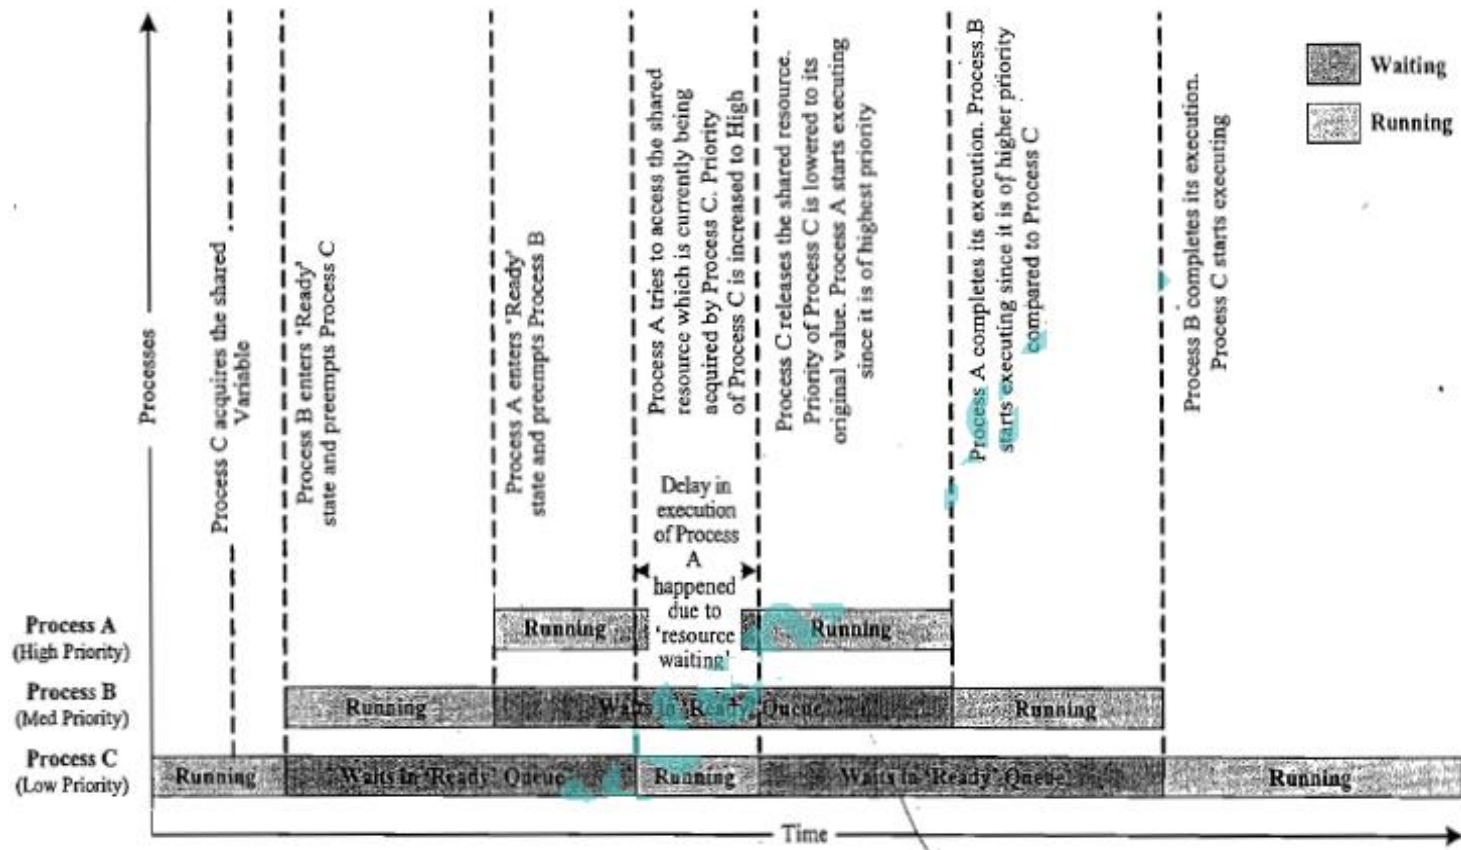 Waiting
Running
Processes
Process C acquires the shared
Variable
Process B enters 'Ready'
state and preempts Process C
Process A enters 'Ready'
state and preempts Process B
Process A tries to access the shared
resource which is currently being
acquired by Process C. Priority
of Process C is increased to High
Process C releases the shared resource.
Priority of Process C is lowered to its
original value. Process A starts executing
since it is of highest priority
Process A completes its execution. Process B
starts executing since it is of higher priority
compared to Process C
Process B completes its execution.
Process C starts executing
Delay in
execution
of Process
A
happened
due to
'resource
waiting'
Process A
(High Priority)
Running
Running
Process B
(Med Priority)
Running
Waits in 'Ready' Queue
Running
Process C
(Low Priority)
Running
Waits in 'Ready' Queue
Running
Waits in 'Ready' Queue
Running
Time